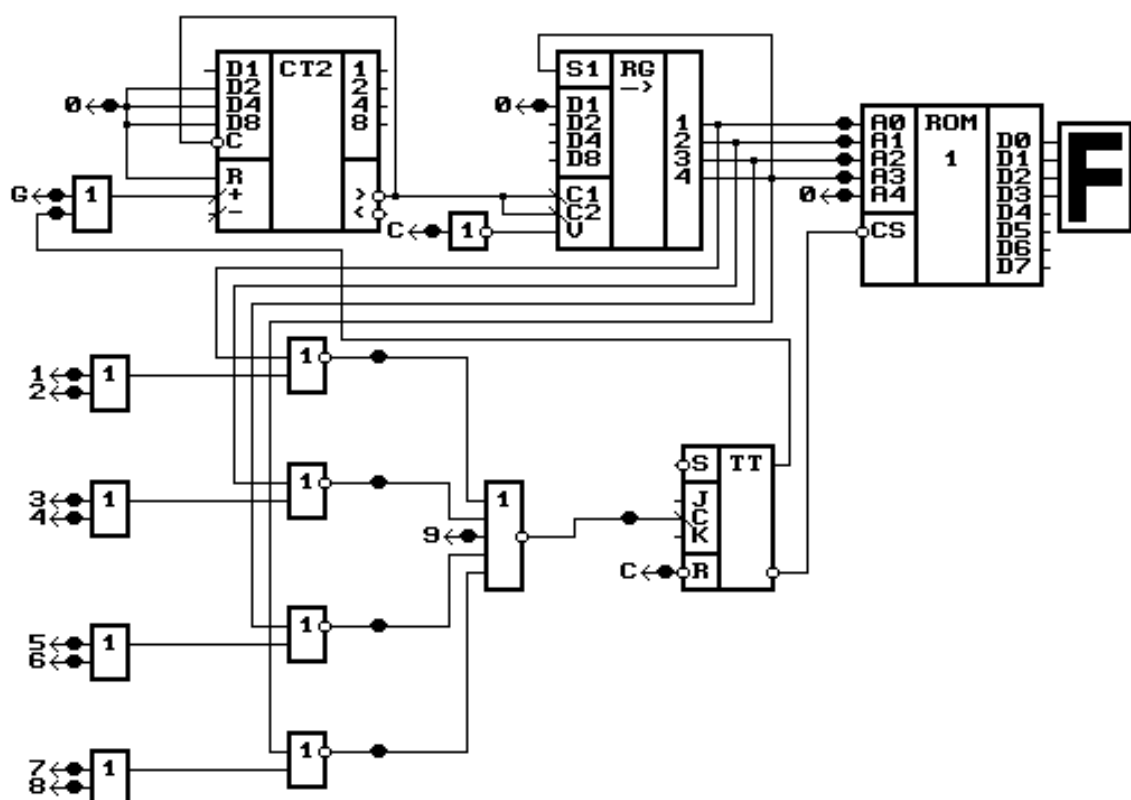 D1 CT2 1
D2 2
D4 4
D8 8
C
R
+ >
- <
0
G 1
S1 RG
->
D1
D2 1
D4 2
D8 3
4
C1
C2
V
0
C 1
A0 ROM D0
A1 1 D1
A2 D2
A3 D3
A4 D4
CS D5
D6
D7
0
F
1 1 1
2
3 1 1
4
5 1 1
6
7 1 1
8
1
9
S TT
J
C
K
C R